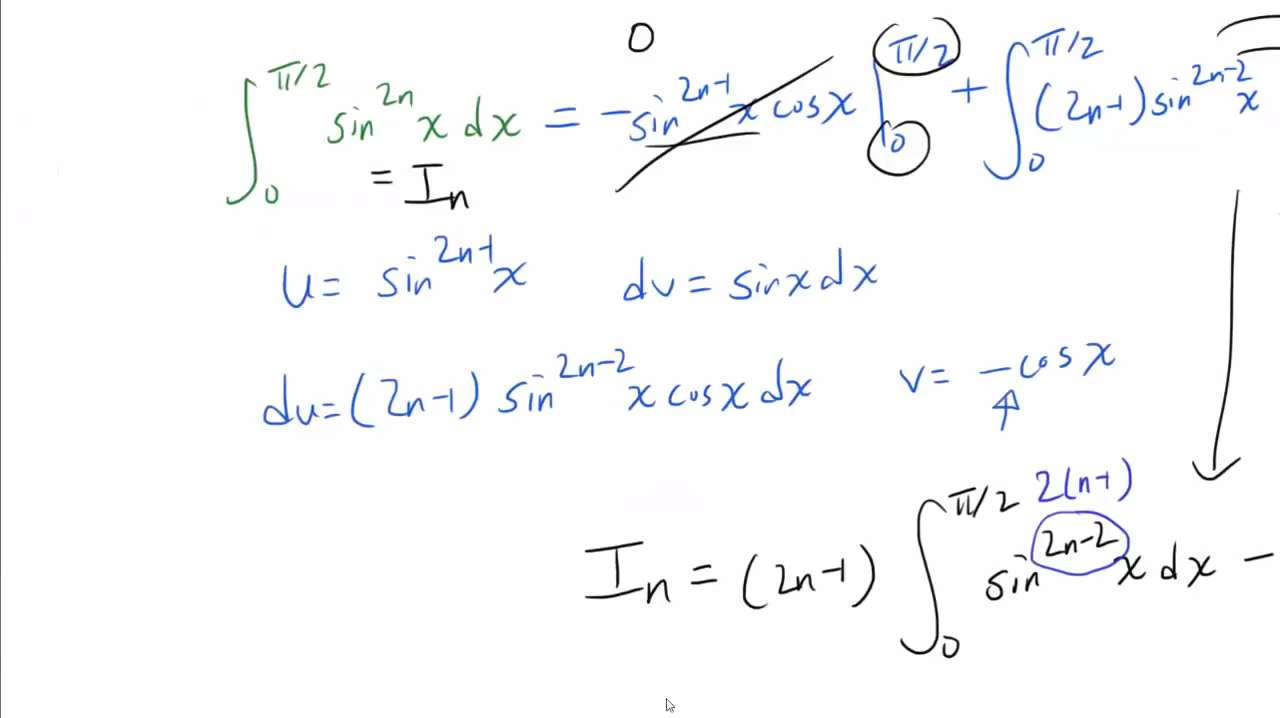 0
∫_0^{π/2} sin^{2n} x dx = -sin^{2n-1} x cos x |_0^{π/2} + ∫_0^{π/2} (2n-1) sin^{2n-2} x
= I_n
u = sin^{2n-1} x dv = sin x dx
du = (2n-1) sin^{2n-2} x cos x dx v = -cos x
2(n-1)
I_n = (2n-1) ∫_0^{π/2} sin^{2n-2} x dx -